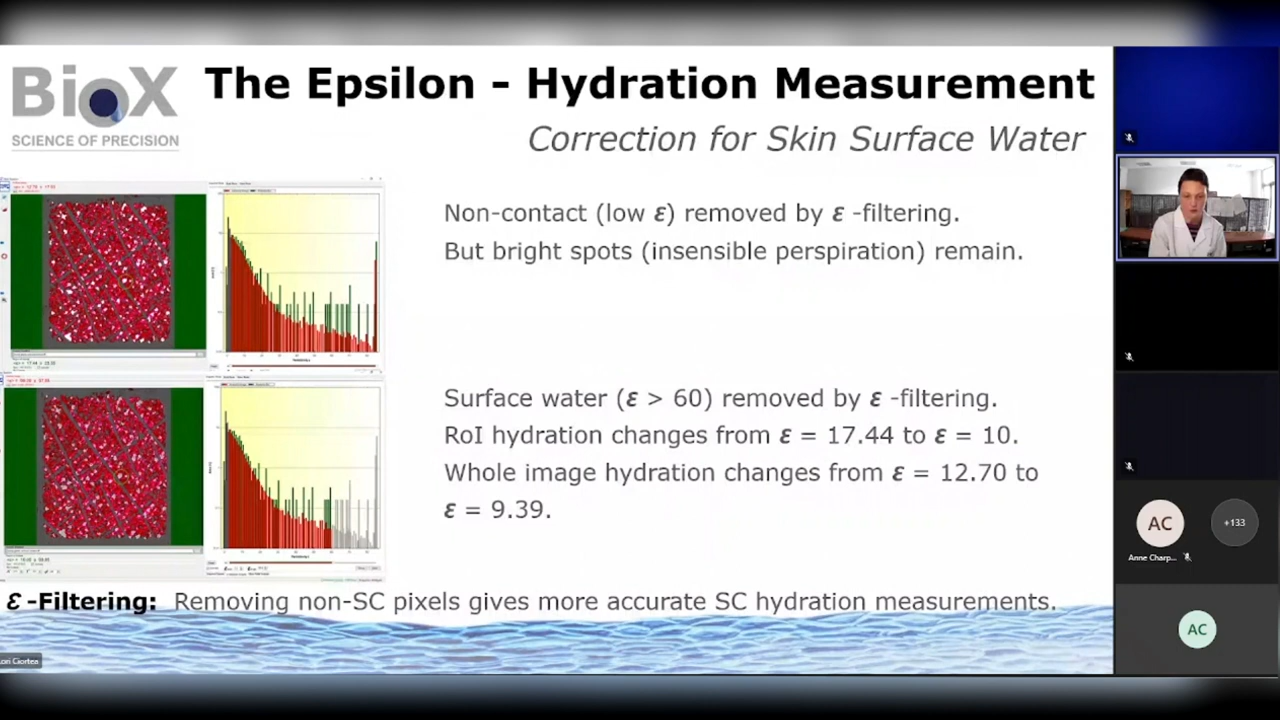 BioX
SCIENCE OF PRECISION
The Epsilon - Hydration Measurement
Correction for Skin Surface Water
Non-contact (low ε) removed by ε -filtering.
But bright spots (insensible perspiration) remain.
Surface water (ε > 60) removed by ε -filtering.
RoI hydration changes from ε = 17.44 to ε = 10.
Whole image hydration changes from ε = 12.70 to
ε = 9.39.
ε -Filtering: Removing non-SC pixels gives more accurate SC hydration measurements.
ori Ciortea
AC
+133
Anne Charp...
AC